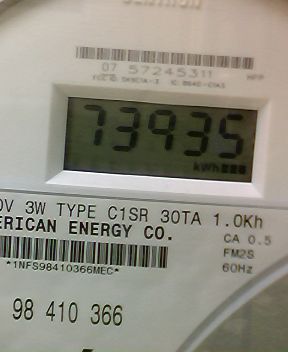 07 57245311 HPP
73935
kWh
0V 3W TYPE C1SR 30TA 1.0Kh
ERICAN ENERGY CO.
CA 0.5
FM2S
*1NFS98410366MEC*
60Hz
98 410 366